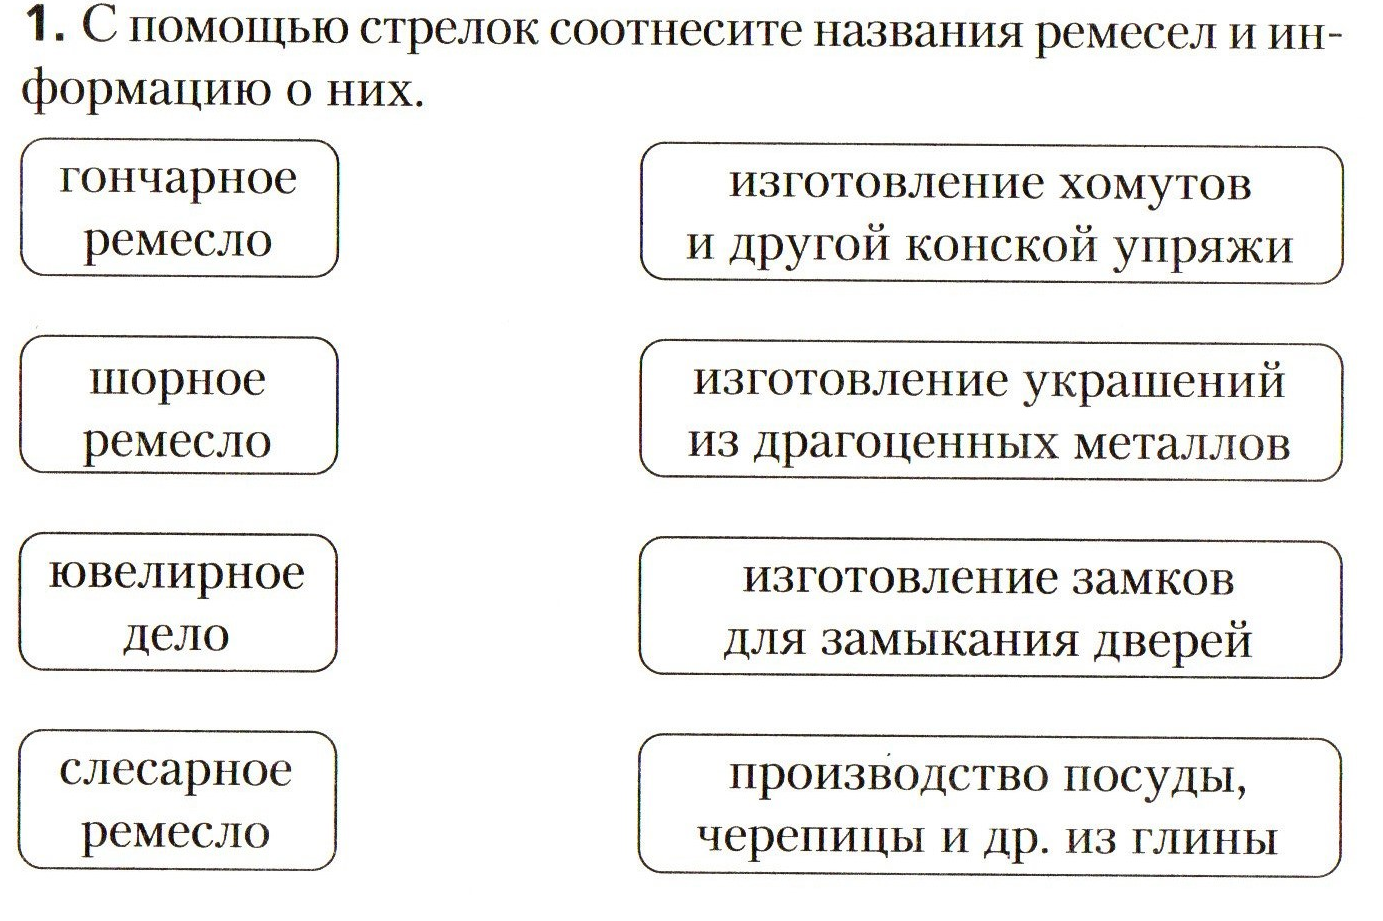 1. С помощью стрелок соотнесите названия ремесел и ин-
формацию о них.
гончарное
ремесло
изготовление хомутов
и другой конской упряжи
шорное
ремесло
изготовление украшений
из драгоценных металлов
ювелирное
дело
изготовление замков
для замыкания дверей
слесарное
ремесло
производство посуды,
черепицы и др. из глины